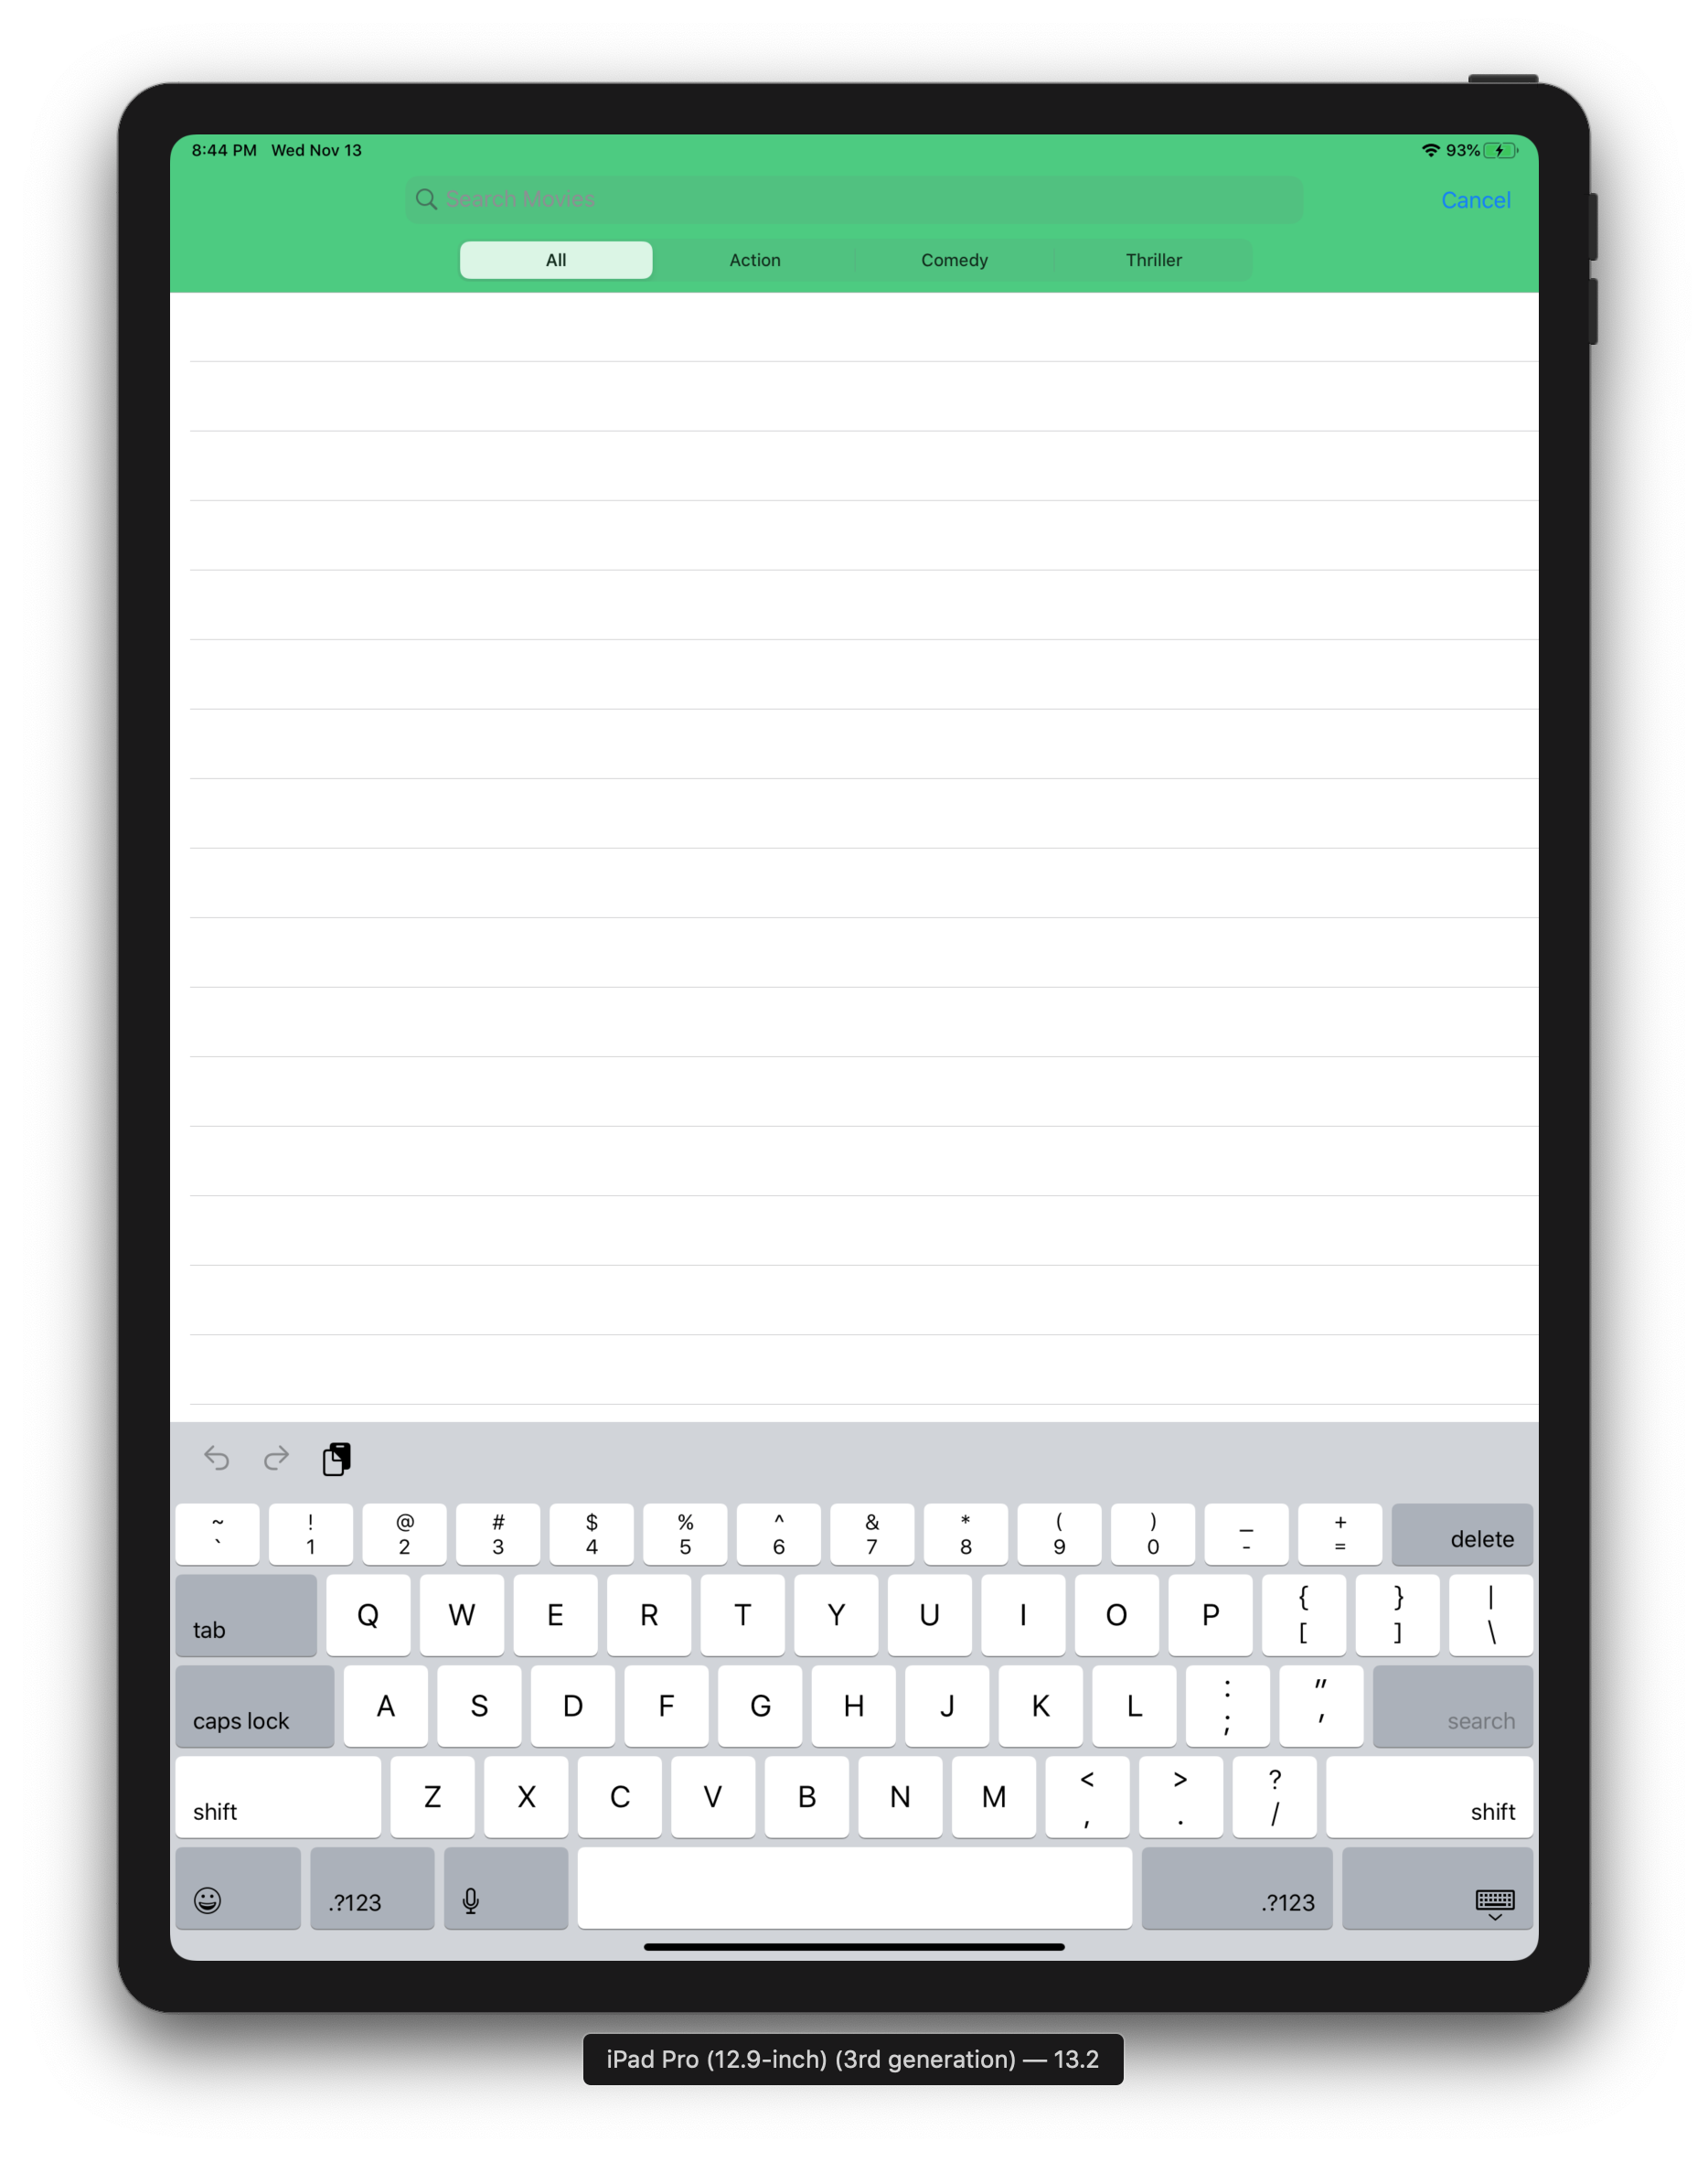 8:44 PM Wed Nov 13 93%
Search Movies Cancel
All Action Comedy Thriller
~ ! @ # $ % ^ & * ( ) _ +
` 1 2 3 4 5 6 7 8 9 0 - = delete
tab Q W E R T Y U I O P { [ } ] | \
caps lock A S D F G H J K L : ; " ' search
shift Z X C V B N M < , > . ? / shift
.?123 .?123
iPad Pro (12.9-inch) (3rd generation) — 13.2